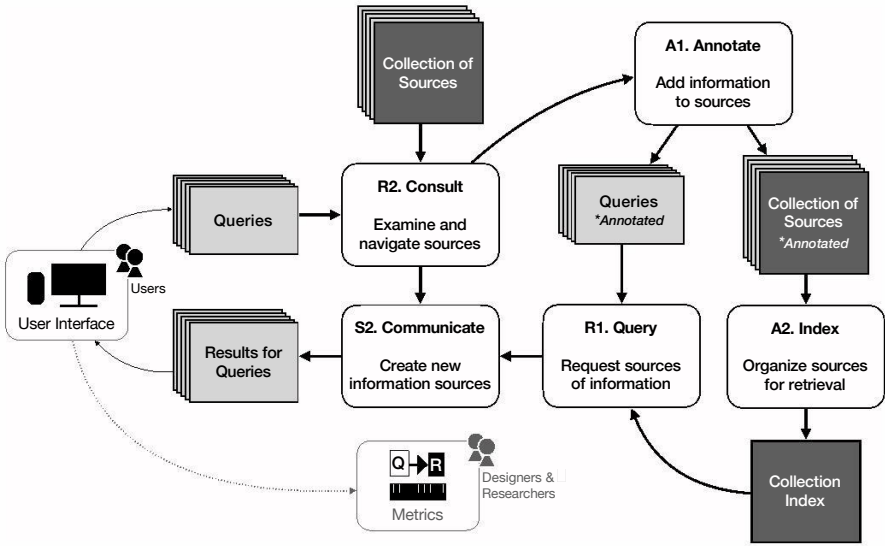 Collection of
Sources
A1. Annotate
Add information
to sources
R2. Consult
Examine and
navigate sources
Queries
Queries
*Annotated
Collection of
Sources
*Annotated
Users
User Interface
Results for
Queries
S2. Communicate
Create new
information sources
R1. Query
Request sources
of information
A2. Index
Organize sources
for retrieval
Q
R
Metrics
Designers &
Researchers
Collection
Index